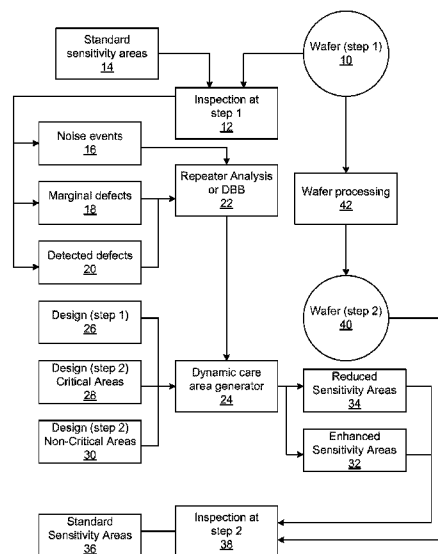 Standard
sensitivity areas
14
Wafer (step 1)
10
Inspection at
step 1
12
Noise events
16
Marginal defects
18
Detected defects
20
Repeater Analysis
or DBB
22
Wafer processing
42
Wafer (step 2)
40
Design (step 1)
26
Design (step 2)
Critical Areas
28
Design (step 2)
Non-Critical Areas
30
Dynamic care
area generator
24
Reduced
Sensitivity Areas
34
Enhanced
Sensitivity Areas
32
Standard
Sensitivity Areas
36
Inspection at
step 2
38